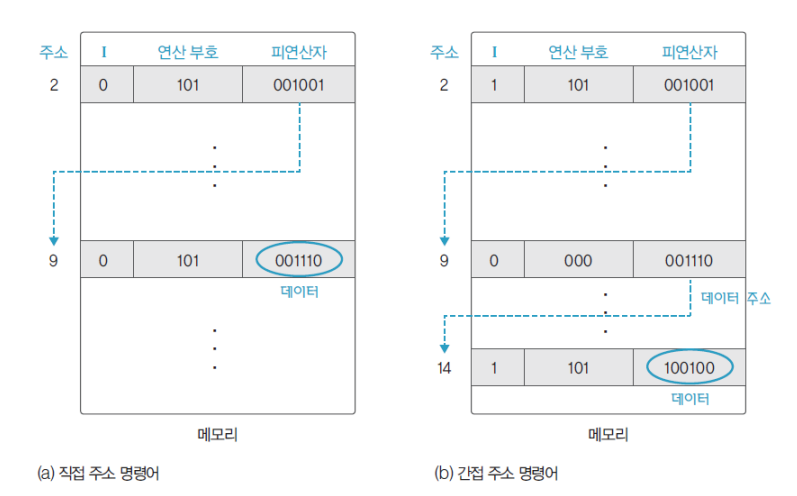 주소 I 연산 부호 피연산자
2 0 101 001001
9 0 101 001110
데이터
메모리
(a) 직접 주소 명령어
주소 I 연산 부호 피연산자
2 1 101 001001
9 0 000 001110
데이터 주소
14 1 101 100100
데이터
메모리
(b) 간접 주소 명령어